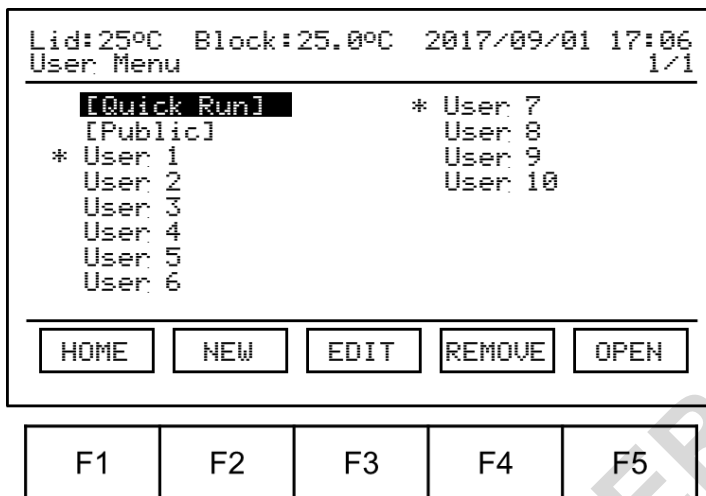 Lid:25ºC Block:25.0ºC 2017/09/01 17:06
User Menu 1/1
[Quick Run]
[Public]
* User 1
User 2
User 3
User 4
User 5
User 6
* User 7
User 8
User 9
User 10
HOME NEW EDIT REMOVE OPEN
F1 F2 F3 F4 F5